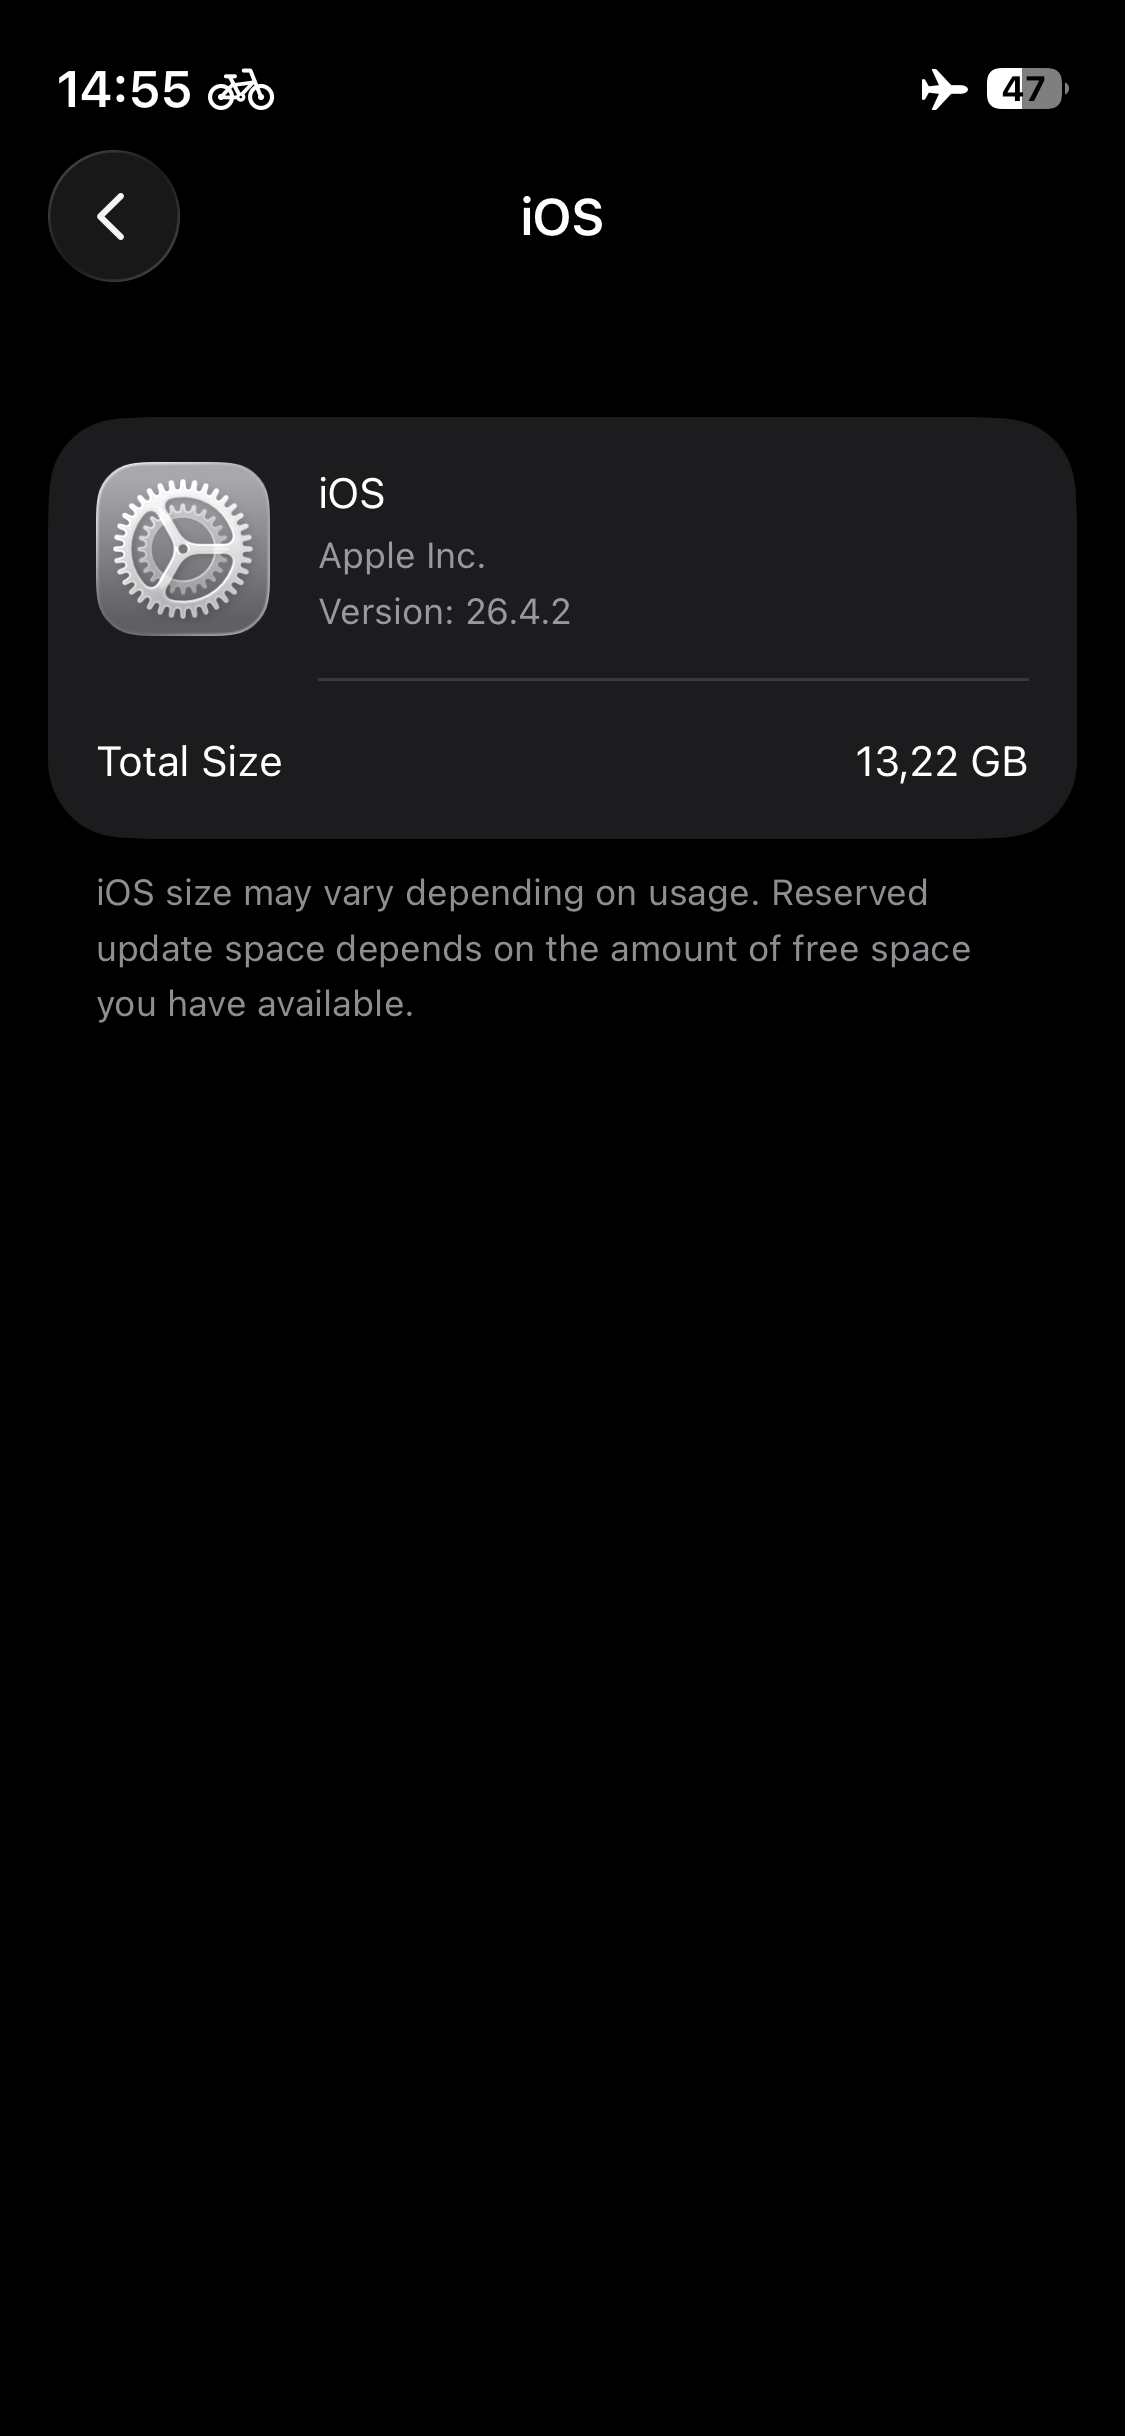 14:55
47
iOS
iOS
Apple Inc.
Version: 26.4.2
Total Size 13,22 GB
iOS size may vary depending on usage. Reserved
update space depends on the amount of free space
you have available.